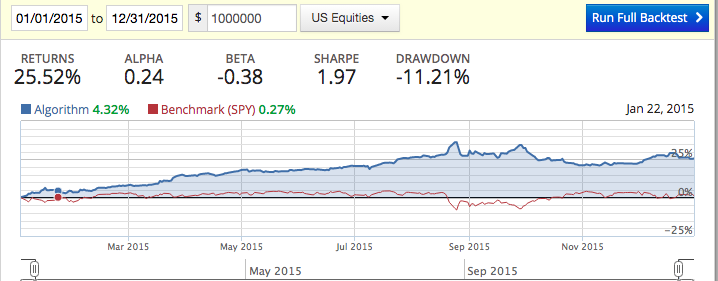 01/01/2015 to 12/31/2015 $ 1000000 US Equities Run Full Backtest
RETURNS ALPHA BETA SHARPE DRAWDOWN
25.52% 0.24 -0.38 1.97 -11.21%
Algorithm 4.32% Benchmark (SPY) 0.27% Jan 22, 2015
25%
0%
−25%
Mar 2015 May 2015 Jul 2015 Sep 2015 Nov 2015
May 2015 Sep 2015